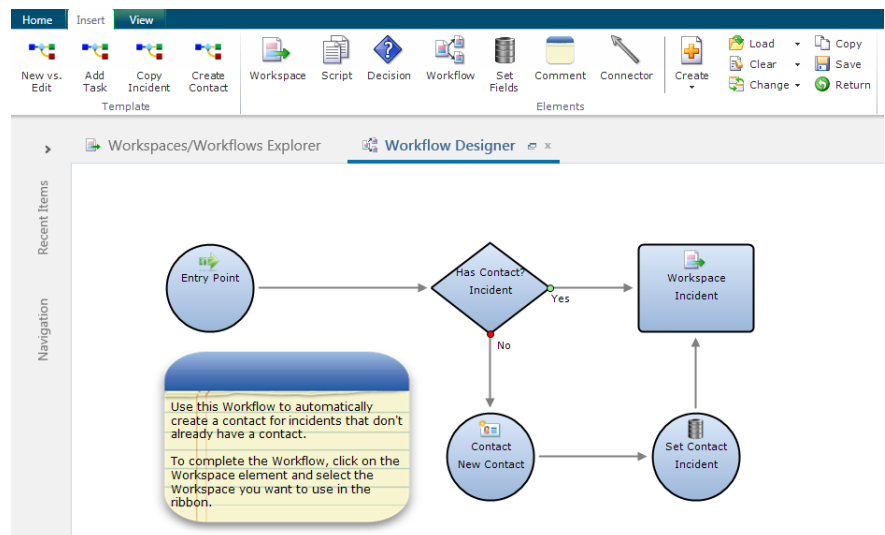 Home Insert View
New vs. Edit
Add Task
Copy Incident
Create Contact
Template
Workspace
Script
Decision
Workflow
Set Fields
Comment
Connector
Elements
Create
Load
Clear
Change
Copy
Save
Return
Workspaces/Workflows Explorer
Workflow Designer
Recent Items
Navigation
Entry Point
Has Contact?
Incident
Yes
No
Workspace
Incident
Contact
New Contact
Set Contact
Incident
Use this Workflow to automatically
create a contact for incidents that don't
already have a contact.
To complete the Workflow, click on the
Workspace element and select the
Workspace you want to use in the
ribbon.